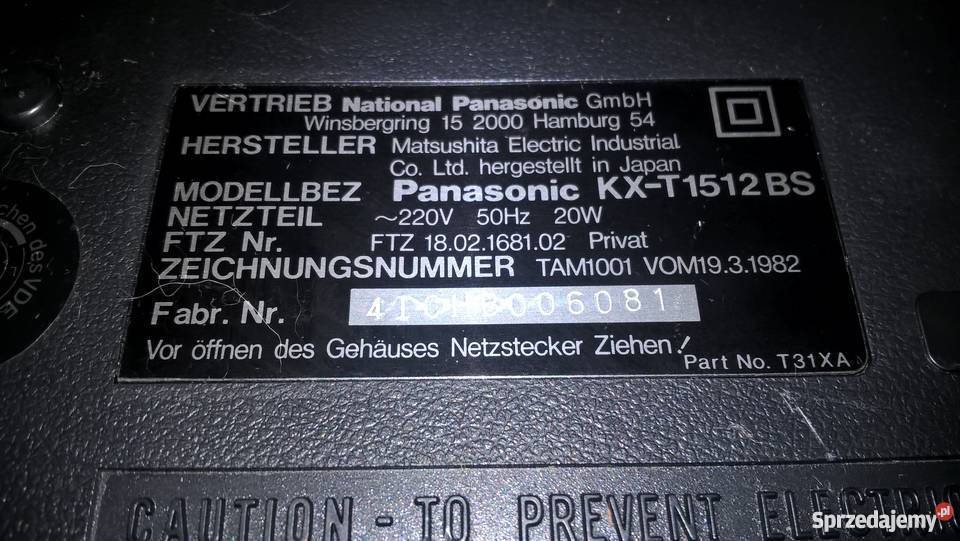 VERTRIEB National Panasonic GmbH
Winsbergring 15 2000 Hamburg 54
HERSTELLER Matsushita Electric Industrial
Co. Ltd. hergestellt in Japan
MODELLBEZ Panasonic KX-T1512BS
NETZTEIL ~220V 50Hz 20W
FTZ Nr. FTZ 18.02.1681.02 Privat
ZEICHNUNGSNUMMER TAM1001 VOM19.3.1982
Fabr. Nr.
Vor öffnen des Gehäuses Netzstecker Ziehen!
Part No. T31XA
des VDE
CAUTION - TO PREVENT
Sprzedajemy.pl